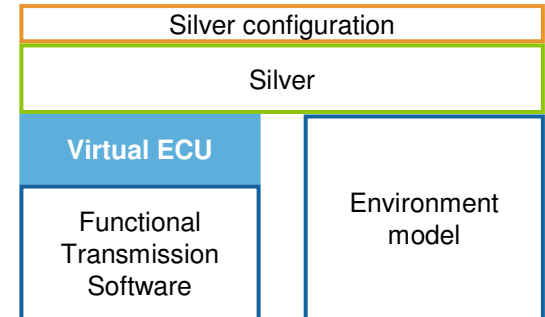 Silver configuration
Silver
Virtual ECU
Functional
Transmission
Software
Environment
model